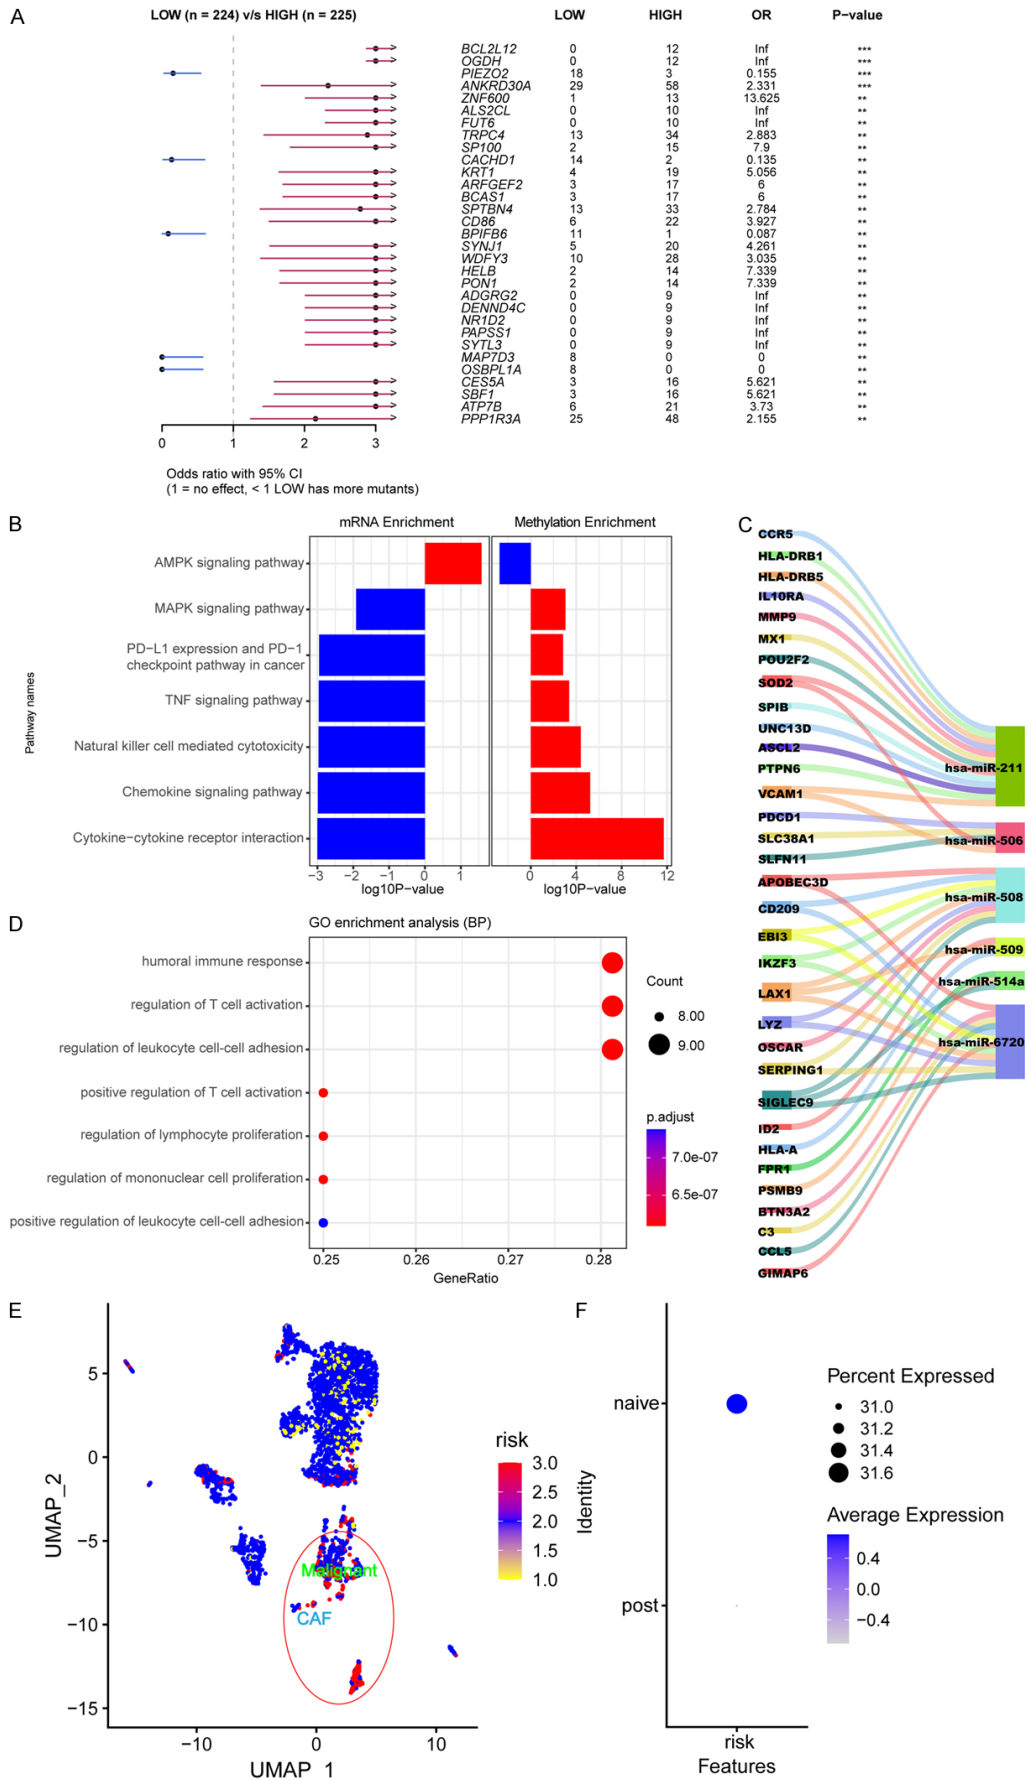 A
LOW (n = 224) v/s HIGH (n = 225) LOW HIGH OR P−value
BCL2L12 0 12 Inf ***
OGDH 0 12 Inf ***
PIEZO2 18 3 0.155 ***
ANKRD30A 29 58 2.331 ***
ZNF600 1 13 13.625 **
ALS2CL 0 10 Inf **
FUT6 0 10 Inf **
TRPC4 13 34 2.883 **
SP100 2 15 7.9 **
CACHD1 14 2 0.135 **
KRT1 4 19 5.056 **
ARFGEF2 3 17 6 **
BCAS1 3 17 6 **
SPTBN4 13 33 2.784 **
CD86 6 22 3.927 **
BPIFB6 11 1 0.087 **
SYNJ1 5 20 4.261 **
WDFY3 10 28 3.035 **
HELB 2 14 7.339 **
PON1 2 14 7.339 **
ADGRG2 0 9 Inf **
DENND4C 0 9 Inf **
NR1D2 0 9 Inf **
PAPSS1 0 9 Inf **
SYTL3 0 9 Inf **
MAP7D3 8 0 0 **
OSBPL1A 8 0 0 **
CES5A 3 16 5.621 **
SBF1 3 16 5.621 **
ATP7B 6 21 3.73 **
PPP1R3A 25 48 2.155 **
0 1 2 3
Odds ratio with 95% CI
(1 = no effect, < 1 LOW has more mutants)
B
mRNA Enrichment Methylation Enrichment
Pathway names
AMPK signaling pathway
MAPK signaling pathway
PD−L1 expression and PD−1
checkpoint pathway in cancer
TNF signaling pathway
Natural killer cell mediated cytotoxicity
Chemokine signaling pathway
Cytokine−cytokine receptor interaction
−3 −2 −1 0 1 0 4 8 12
log10P−value log10P−value
C
CCR5
HLA-DRB1
HLA-DRB5
IL10RA
MMP9
MX1
POU2F2
SOD2
SPIB
UNC13D
ASCL2
PTPN6
VCAM1
PDCD1
SLC38A1
SLFN11
APOBEC3D
CD209
EBI3
IKZF3
LAX1
LYZ
OSCAR
SERPING1
SIGLEC9
ID2
HLA-A
FPR1
PSMB9
BTN3A2
C3
CCL5
GIMAP6
hsa-miR-211
hsa-miR-506
hsa-miR-508
hsa-miR-509
hsa-miR-514a
hsa-miR-6720
D
GO enrichment analysis (BP)
humoral immune response
regulation of T cell activation
regulation of leukocyte cell-cell adhesion
positive regulation of T cell activation
regulation of lymphocyte proliferation
regulation of mononuclear cell proliferation
positive regulation of leukocyte cell-cell adhesion
0.25 0.26 0.27 0.28
GeneRatio
Count
8.00
9.00
p.adjust
7.0e-07
6.5e-07
E
UMAP_2
5
0
−5
−10
−15
−10 0 10
UMAP_1
Malignant
CAF
risk
3.0
2.5
2.0
1.5
1.0
F
Identity
naive
post
risk
Features
Percent Expressed
31.0
31.2
31.4
31.6
Average Expression
0.4
0.0
−0.4